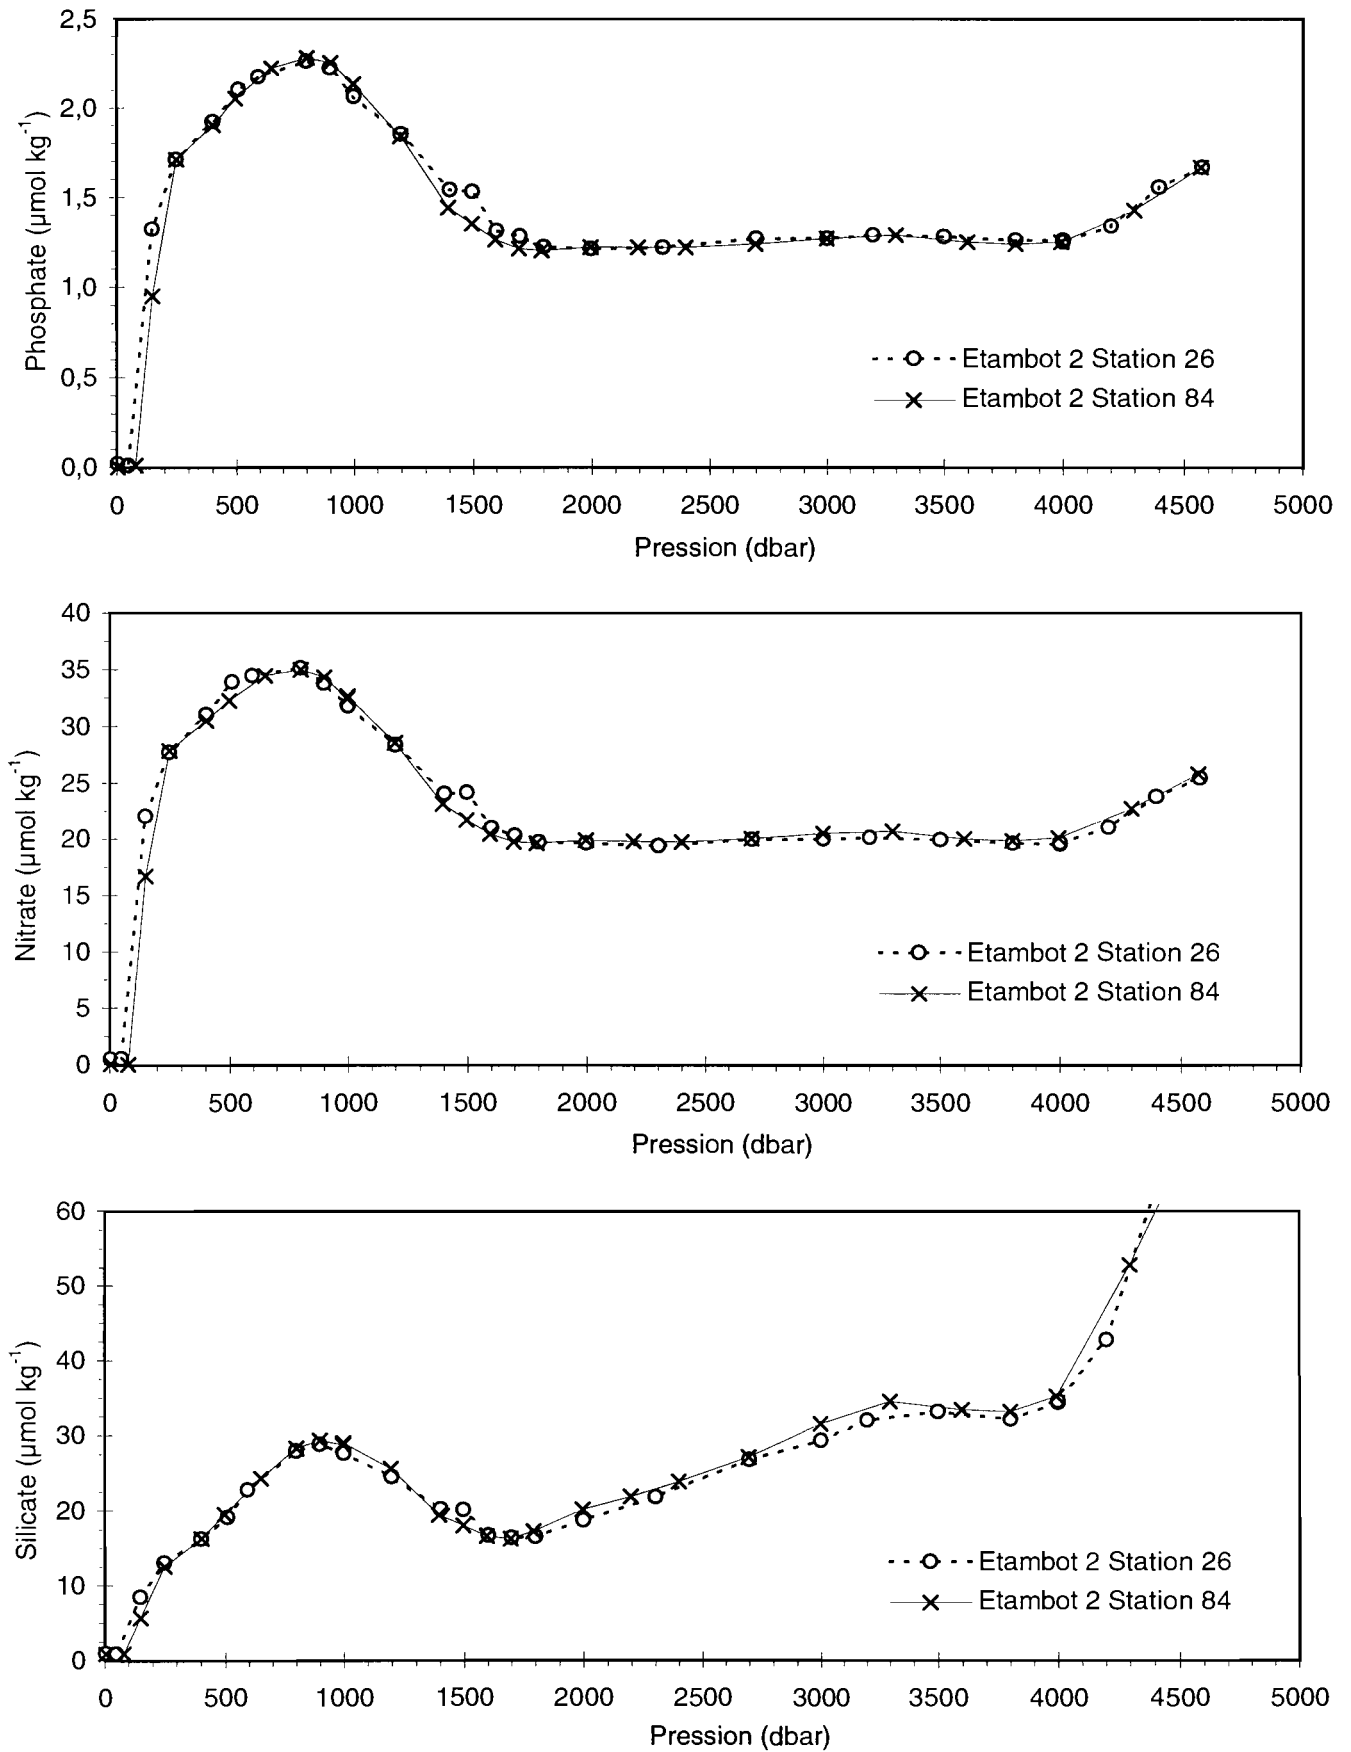 Phosphate (µmol kg-1)
2,5
2,0
1,5
1,0
0,5
0,0
Etambot 2 Station 26
Etambot 2 Station 84
0 500 1000 1500 2000 2500 3000 3500 4000 4500 5000
Pression (dbar)
Nitrate (µmol kg-1)
40
35
30
25
20
15
10
5
0
Etambot 2 Station 26
Etambot 2 Station 84
0 500 1000 1500 2000 2500 3000 3500 4000 4500 5000
Pression (dbar)
Silicate (µmol kg-1)
60
50
40
30
20
10
0
Etambot 2 Station 26
Etambot 2 Station 84
0 500 1000 1500 2000 2500 3000 3500 4000 4500 5000
Pression (dbar)